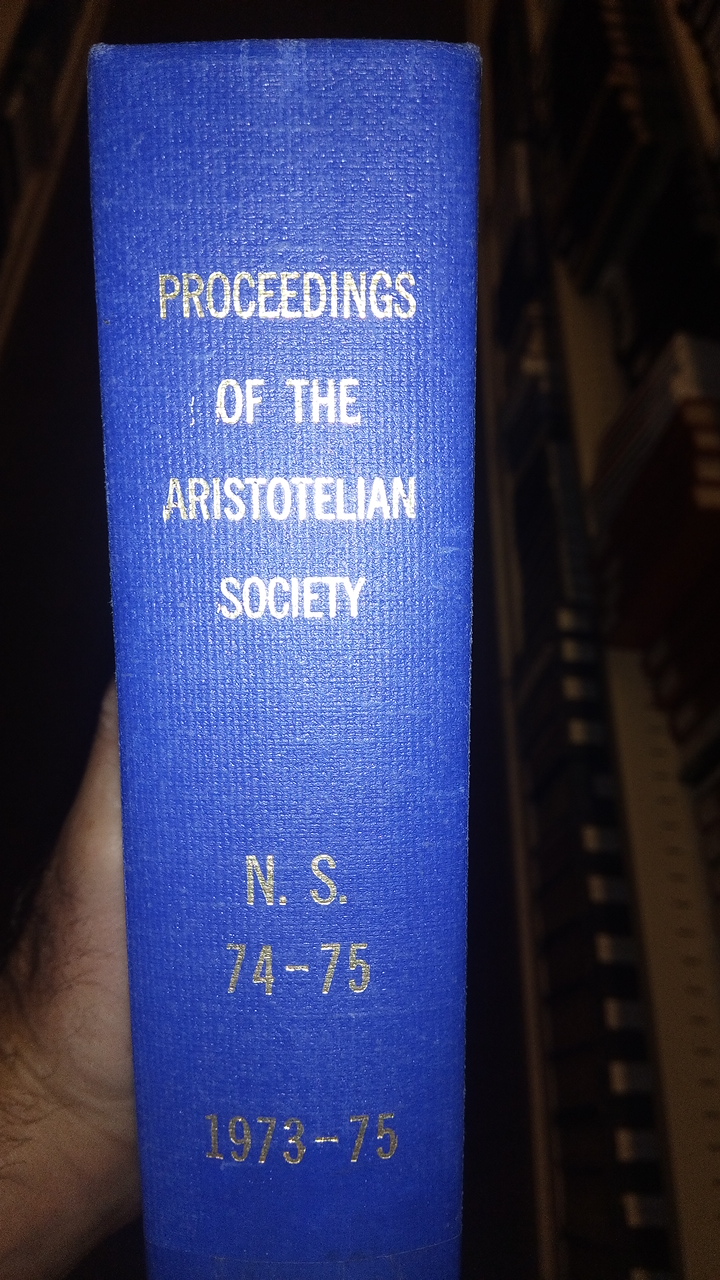 PROCEEDINGS
OF THE
ARISTOTELIAN
SOCIETY
N. S.
74-75
1973-75